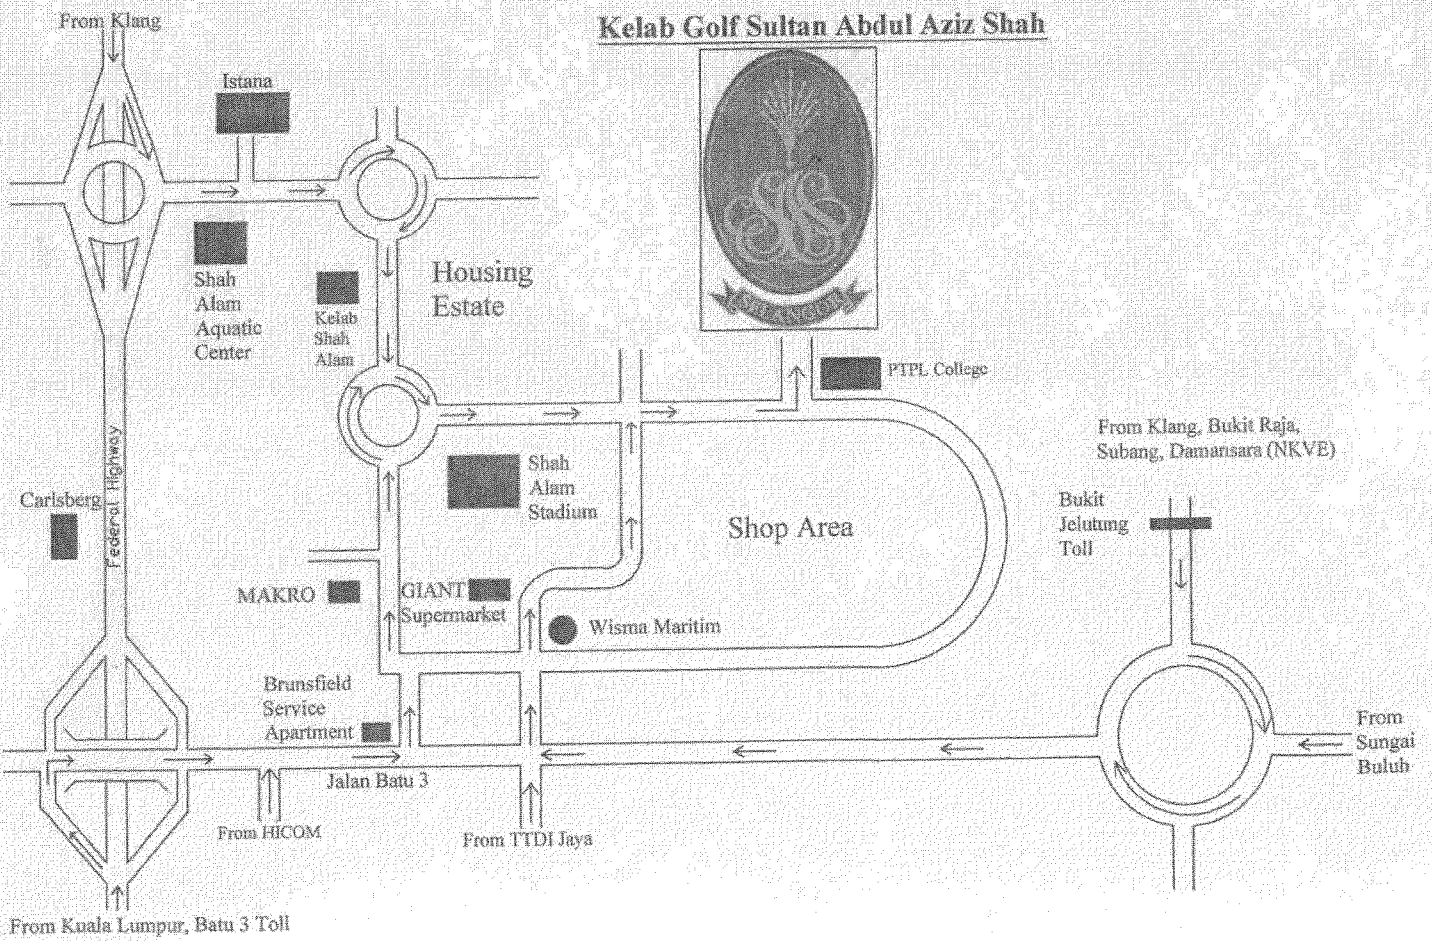 From Klang
Kelab Golf Sultan Abdul Aziz Shah
Istana
Shah
Alam
Aquatic
Center
Kelab
Shah
Alam
Housing
Estate
SELANGOR
PTPL College
From Klang, Bukit Raja,
Subang, Damansara (NKVE)
Federal Highway
Carlsberg
Shah
Alam
Stadium
Shop Area
Bukit
Jelutung
Toll
MAKRO
GIANT
Supermarket
Wisma Maritim
Brunsfield
Service
Apartment
Jalan Batu 3
From
Sungai
Buluh
From HICOM
From TTDI Jaya
From Kuala Lumpur, Batu 3 Toll